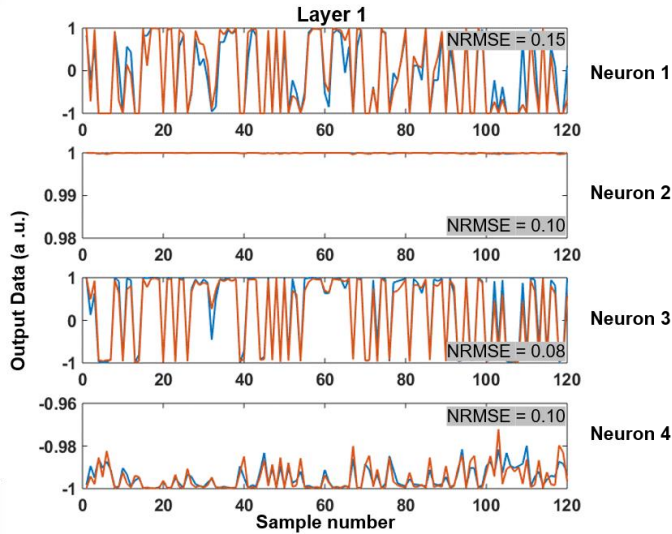 Layer 1
1
0
-1
NRMSE = 0.15
Neuron 1
0 20 40 60 80 100 120
1
0.99
0.98
NRMSE = 0.10
Neuron 2
0 20 40 60 80 100 120
Output Data (a .u.)
1
0
-1
NRMSE = 0.08
Neuron 3
0 20 40 60 80 100 120
-0.96
-0.98
-1
NRMSE = 0.10
Neuron 4
0 20 40 60 80 100 120
Sample number